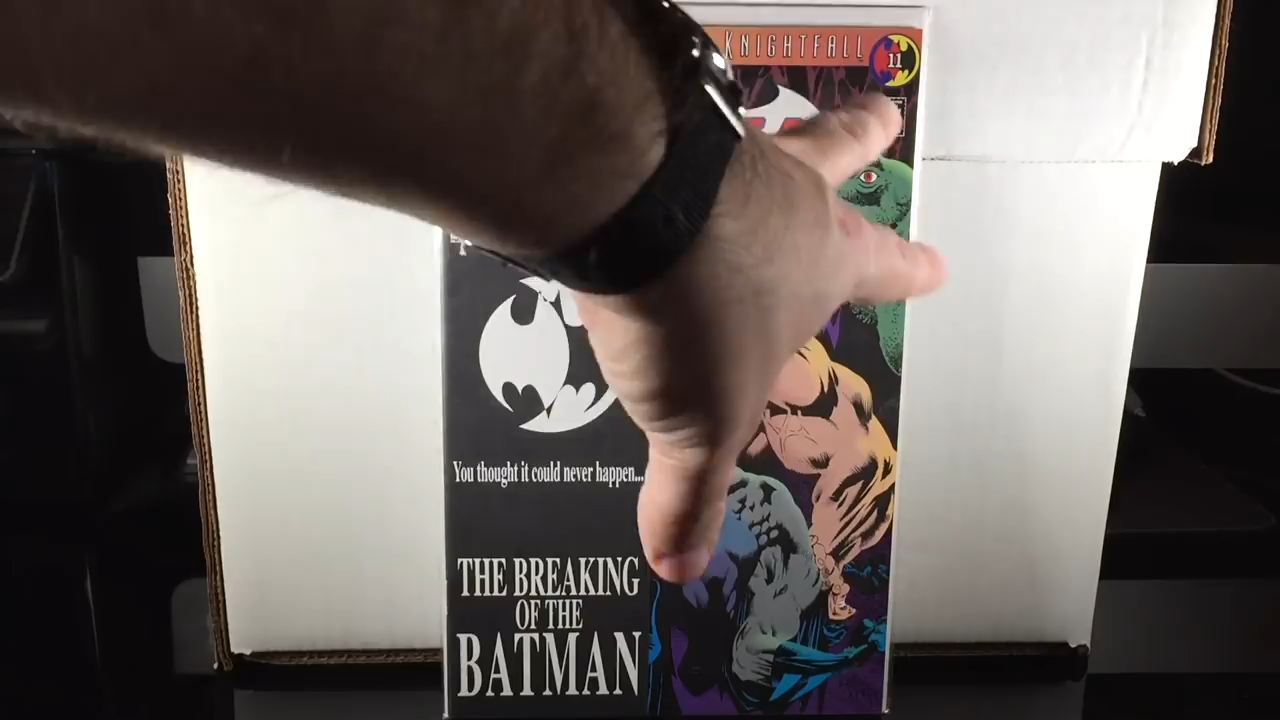 KNIGHTFALL
11
You thought it could never happen...
THE BREAKING
OF THE
BATMAN